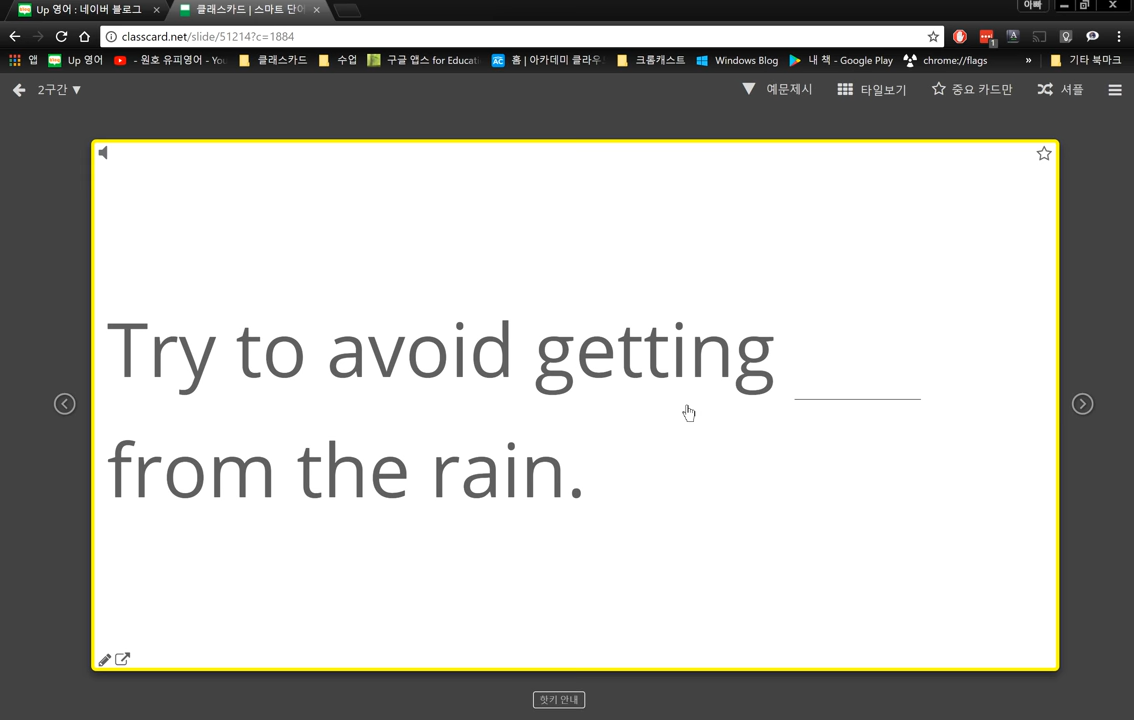 Up 영어 : 네이버 블로그
클래스카드 | 스마트 단어
아빠
classcard.net/slide/51214?c=1884
앱 Up 영어 - 원호 유피영어 - You 클래스카드 수업 구글 앱스 for Educati 홈 | 아카데미 클라우 크롬캐스트 Windows Blog 내 책 - Google Play chrome://flags » 기타 북마크
2구간 ▼ ▼ 예문제시 타일보기 중요 카드만 셔플
Try to avoid getting ________
from the rain.
핫키 안내